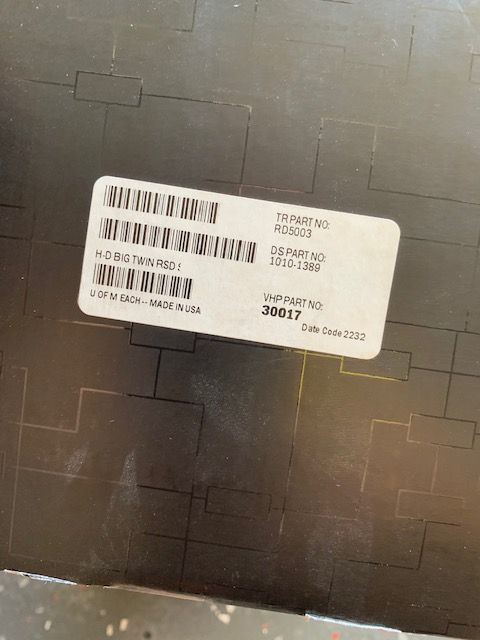 TR PART NO:
RD5003
DS PART NO:
1010-1389
H-D BIG TWIN RSD S
VHP PART NO:
30017
U OF M EACH -- MADE IN USA
Date Code 2232